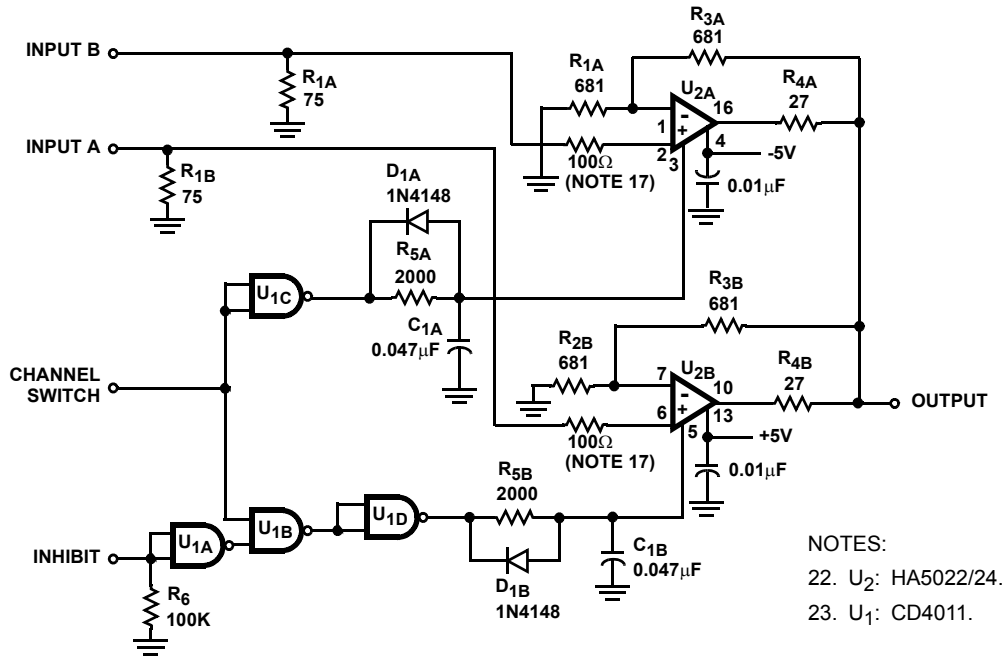 INPUT B
R1A
75
INPUT A
R1B
75
R3A
681
R1A
681
U2A
R4A
27
16
-
+
1
2
3
4
100Ω
(NOTE 17)
-5V
0.01µF
D1A
1N4148
R5A
2000
U1C
C1A
0.047µF
R3B
681
R2B
681
U2B
R4B
27
7
10
-
+
6
13
5
100Ω
(NOTE 17)
+5V
0.01µF
OUTPUT
CHANNEL
SWITCH
R5B
2000
U1D
U1B
U1A
INHIBIT
R6
100K
D1B
1N4148
C1B
0.047µF
NOTES:
22. U2: HA5022/24.
23. U1: CD4011.